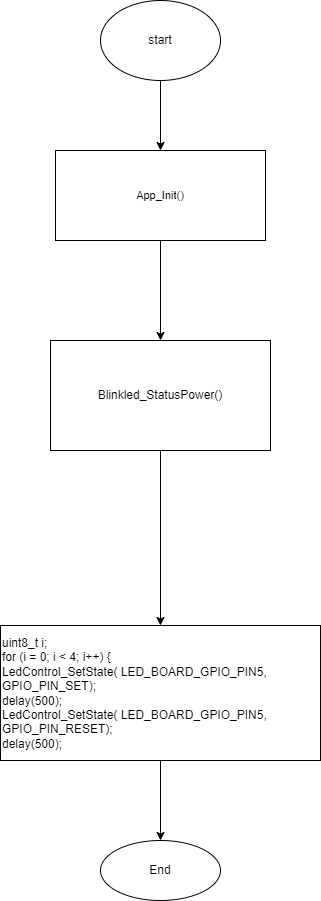 start
App_Init()
Blinkled_StatusPower()
uint8_t i;
for (i = 0; i < 4; i++) {
LedControl_SetState( LED_BOARD_GPIO_PIN5,
GPIO_PIN_SET);
delay(500);
LedControl_SetState( LED_BOARD_GPIO_PIN5,
GPIO_PIN_RESET);
delay(500);
End